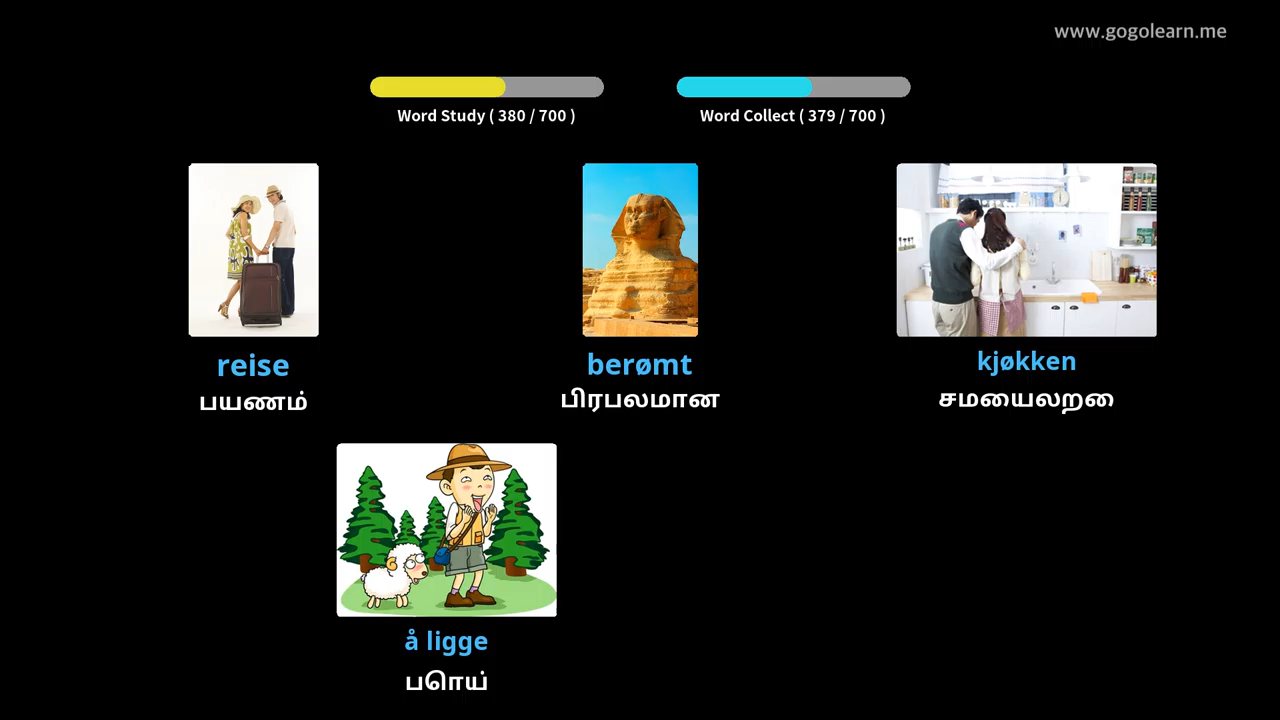 www.gogolearn.me
Word Study ( 380 / 700 )
Word Collect ( 379 / 700 )
reise
berømt
kjøkken
பயணம்
பிரபலமான
சமையலறை
å ligge
பொய்